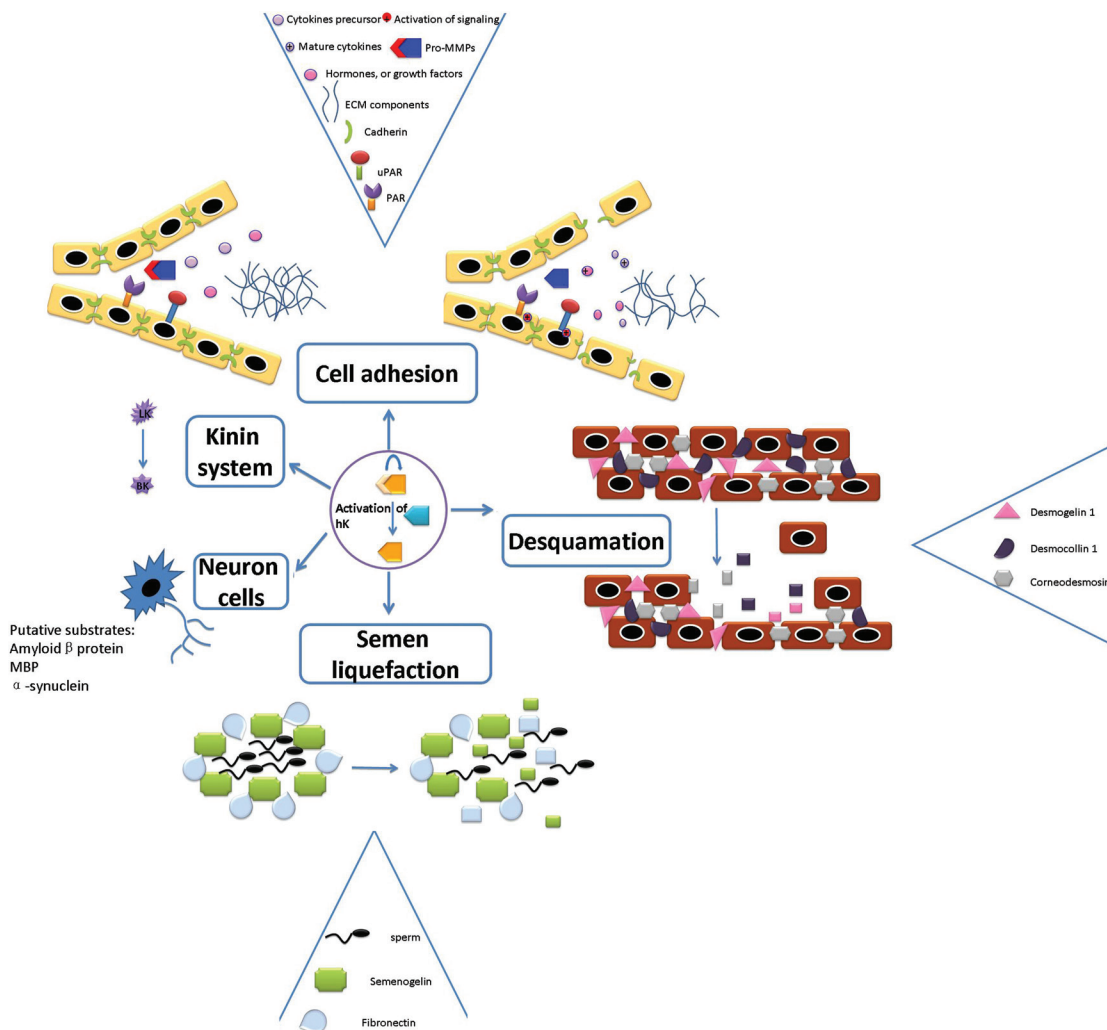 Cytokines precursor
Activation of signaling
Mature cytokines
Pro-MMPs
Hormones, or growth factors
ECM components
Cadherin
uPAR
PAR
Cell adhesion
LK
BK
Kinin
system
Activation of
hK
Desquamation
Neuron
cells
Semen
liquefaction
Putative substrates:
Amyloid β protein
MBP
α-synuclein
Desmogelin 1
Desmocollin 1
Corneodesmosin
sperm
Semenogelin
Fibronectin